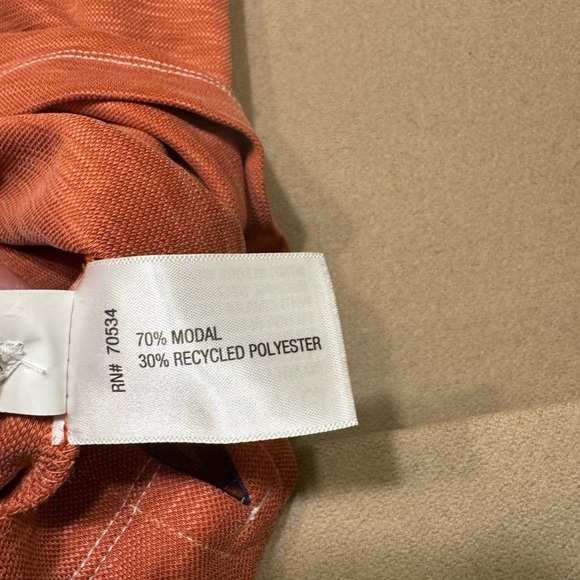 RN# 70534
70% MODAL
30% RECYCLED POLYESTER